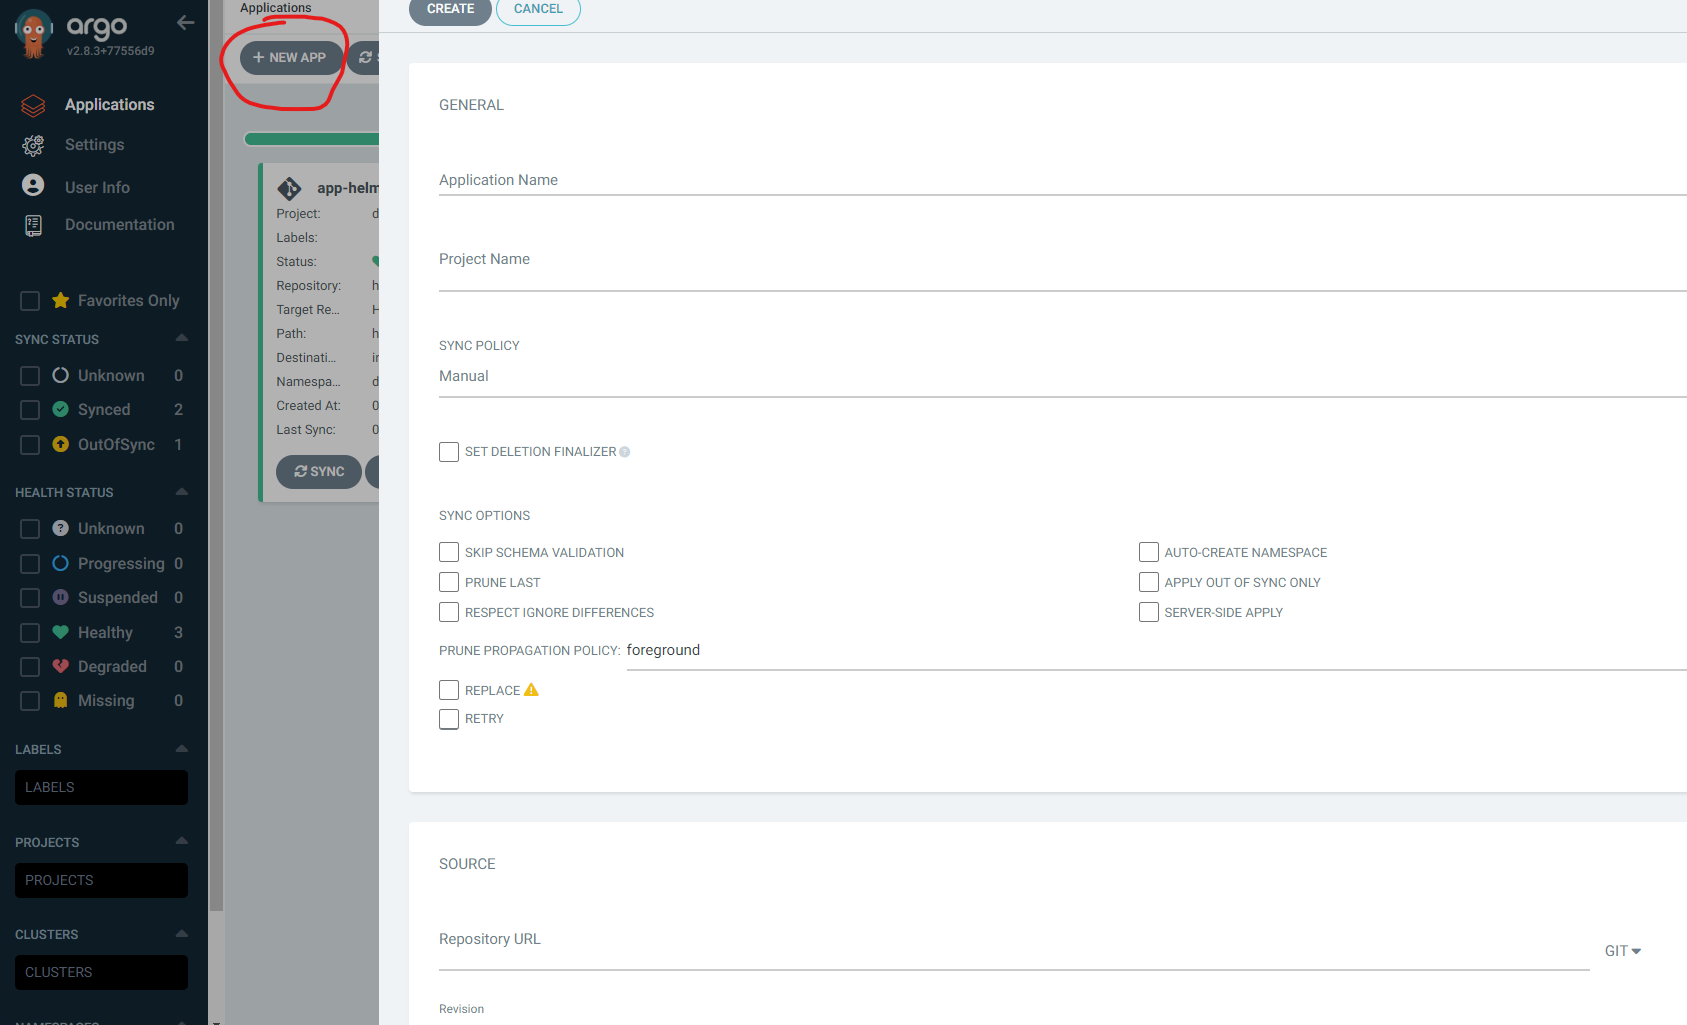 argo
v2.8.3+77556d9
Applications
Settings
User Info
Documentation
Favorites Only
SYNC STATUS
Unknown 0
Synced 2
OutOfSync 1
HEALTH STATUS
Unknown 0
Progressing 0
Suspended 0
Healthy 3
Degraded 0
Missing 0
LABELS
LABELS
PROJECTS
PROJECTS
CLUSTERS
CLUSTERS
NAMESPACES
Applications
+ NEW APP
app-helm
Project: d
Labels:
Status:
Repository: h
Target Re... H
Path: h
Destinati... in
Namespa... d
Created At: 0
Last Sync: 0
SYNC
CREATE
CANCEL
GENERAL
Application Name
Project Name
SYNC POLICY
Manual
SET DELETION FINALIZER
SYNC OPTIONS
SKIP SCHEMA VALIDATION
AUTO-CREATE NAMESPACE
PRUNE LAST
APPLY OUT OF SYNC ONLY
RESPECT IGNORE DIFFERENCES
SERVER-SIDE APPLY
PRUNE PROPAGATION POLICY: foreground
REPLACE
RETRY
SOURCE
Repository URL
GIT
Revision